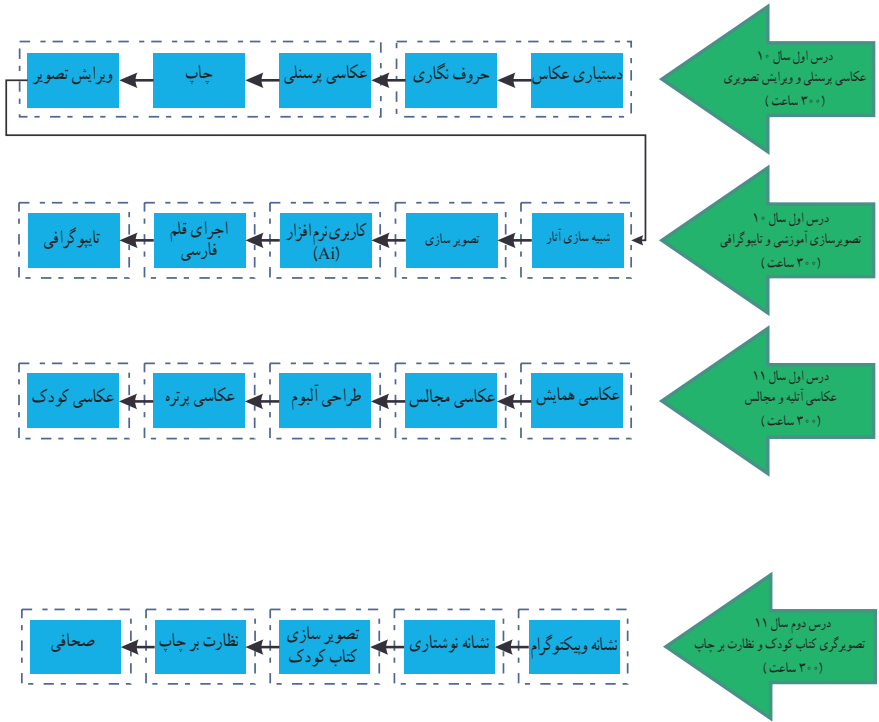 درس اول سال ۱۰
عکاسی پرسنلی و ویرایش تصویری
(۳۰۰ ساعت)
دستیاری عکاس
حروف نگاری
عکاسی پرسنلی
چاپ
ویرایش تصویر
درس اول سال ۱۰
تصویرسازی آموزشی و تایپوگرافی
(۳۰۰ ساعت)
شبیه سازی آثار
تصویر سازی
کاربری نرم افزار
(Ai)
اجرای قلم
فارسی
تایپوگرافی
درس اول سال ۱۱
عکاسی آتلیه و مجالس
(۳۰۰ ساعت)
عکاسی همایش
عکاسی مجالس
طراحی آلبوم
عکاسی پرتره
عکاسی کودک
درس دوم سال ۱۱
تصویرگری کتاب کودک و نظارت بر چاپ
(۳۰۰ ساعت)
نشانه وپیکتوگرام
نشانه نوشتاری
تصویر سازی
کتاب کودک
نظارت بر چاپ
صحافی